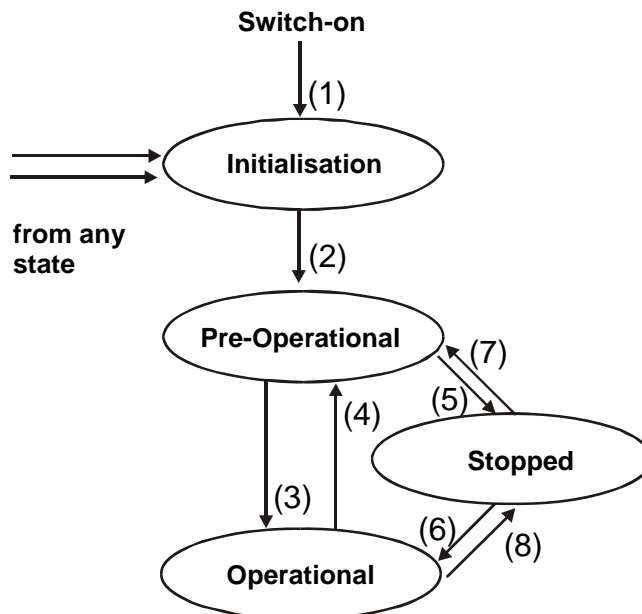 Switch-on
(1)
Initialisation
from any
state
(2)
Pre-Operational
(7)
(5)
(4)
Stopped
(3)
(6)
(8)
Operational